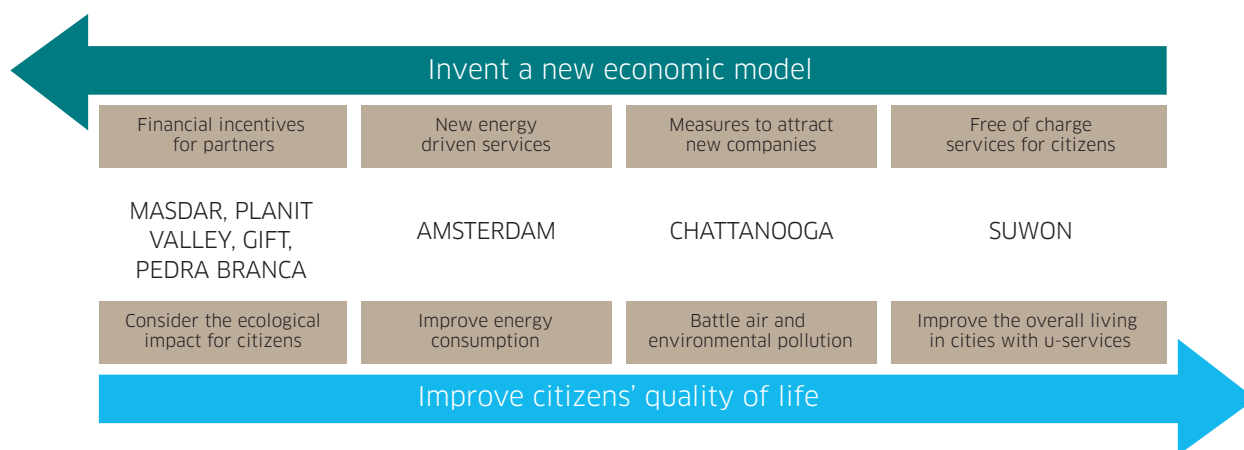 Invent a new economic model
Financial incentives
for partners
New energy
driven services
Measures to attract
new companies
Free of charge
services for citizens
MASDAR, PLANIT
VALLEY, GIFT,
PEDRA BRANCA
AMSTERDAM
CHATTANOOGA
SUWON
Consider the ecological
impact for citizens
Improve energy
consumption
Battle air and
environmental pollution
Improve the overall living
in cities with u-services
Improve citizens’ quality of life